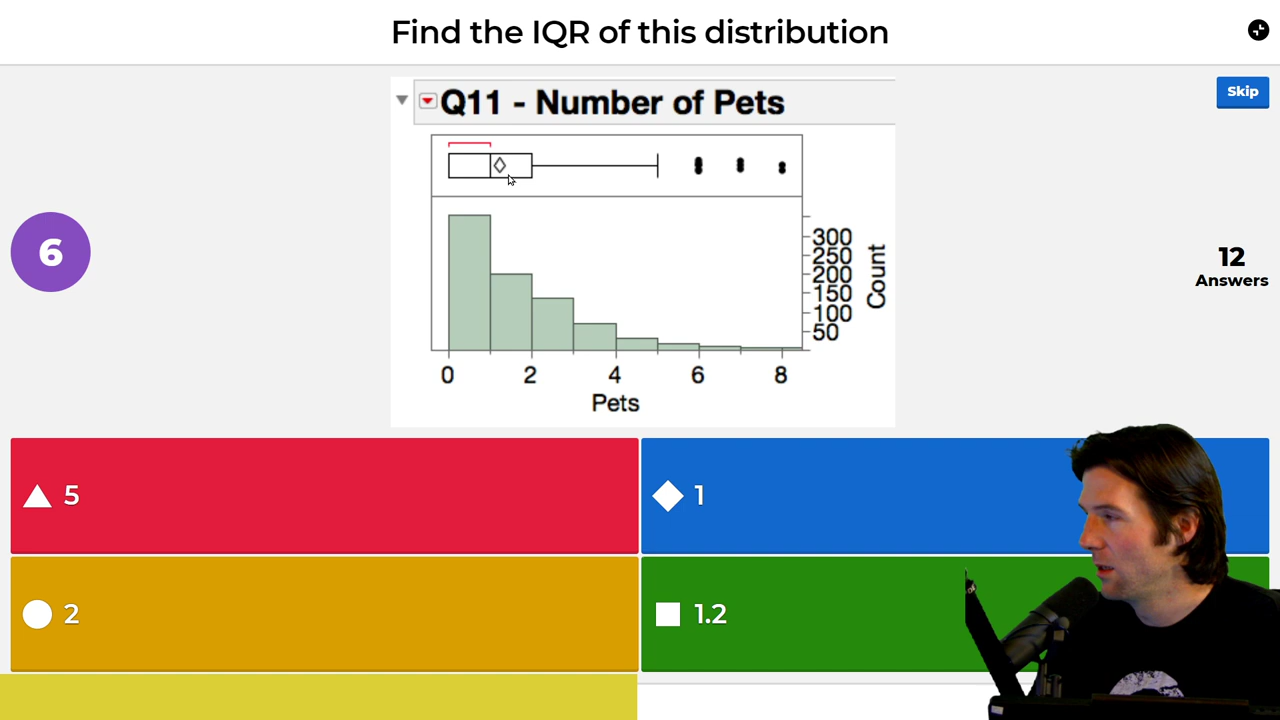 Find the IQR of this distribution
Skip
Q11 - Number of Pets
6
12
Answers
300
250
200
150
100
50
Count
0 2 4 6 8
Pets
5
1
2
1.2